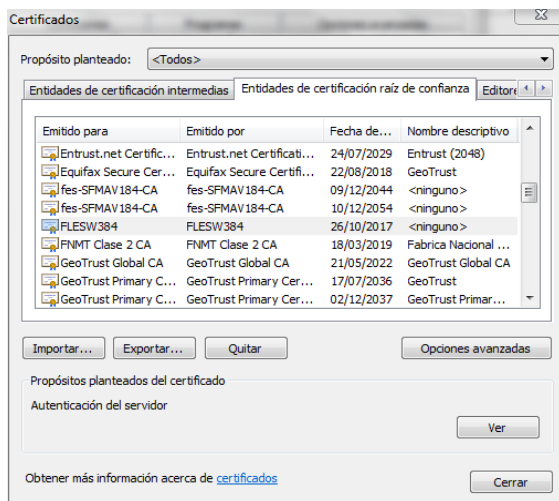 Certificados
Propósito planteado: <Todos>
Entidades de certificación intermedias Entidades de certificación raíz de confianza Editore
Emitido para Emitido por Fecha de... Nombre descriptivo
Entrust.net Certific... Entrust.net Certificati... 24/07/2029 Entrust (2048)
Equifax Secure Cer... Equifax Secure Certifi... 22/08/2018 GeoTrust
fes-SFMAV184-CA fes-SFMAV184-CA 09/12/2044 <ninguno>
fes-SFMAV184-CA fes-SFMAV184-CA 10/12/2054 <ninguno>
FLESW384 FLESW384 26/10/2017 <ninguno>
FNMT Clase 2 CA FNMT Clase 2 CA 18/03/2019 Fabrica Nacional ...
GeoTrust Global CA GeoTrust Global CA 21/05/2022 GeoTrust Global CA
GeoTrust Primary C... GeoTrust Primary Cer... 17/07/2036 GeoTrust
GeoTrust Primary C... GeoTrust Primary Cer... 02/12/2037 GeoTrust Primar...
Importar... Exportar... Quitar Opciones avanzadas
Propósitos planteados del certificado
Autenticación del servidor
Ver
Obtener más información acerca de certificados
Cerrar